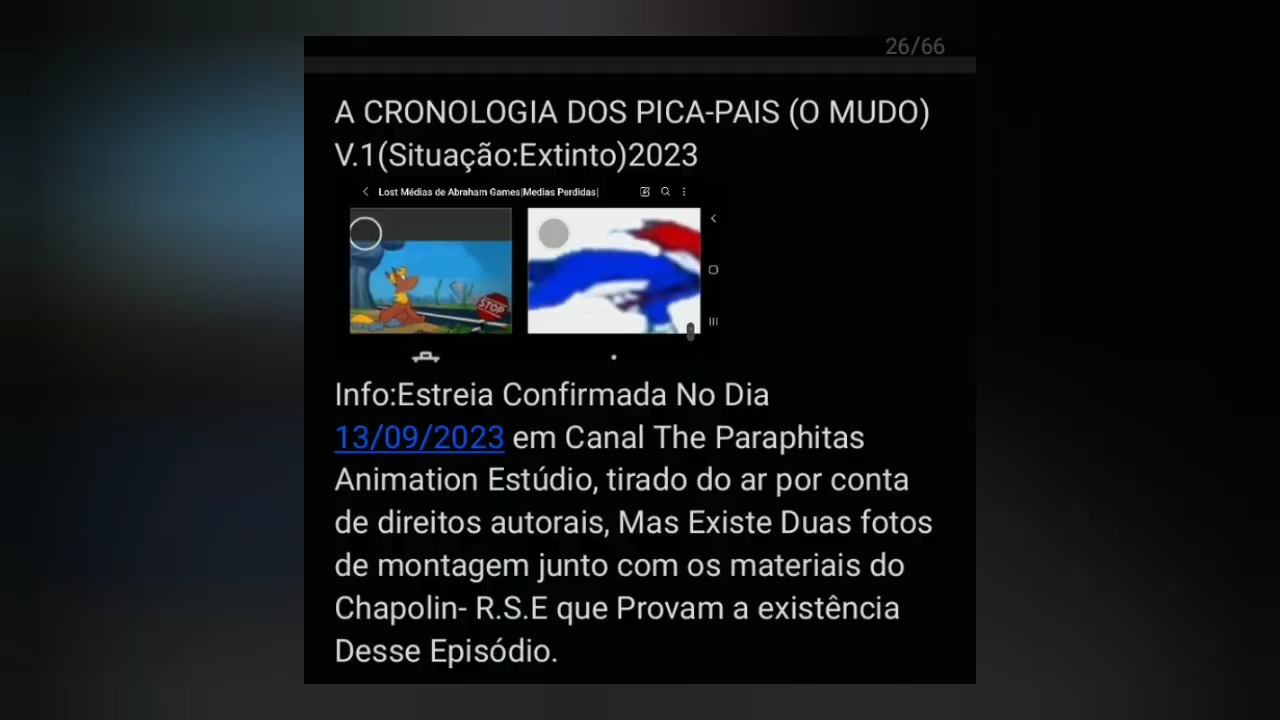 26/66
A CRONOLOGIA DOS PICA-PAIS (O MUDO)
V.1(Situação:Extinto)2023
Lost Médias de Abraham Games|Medias Perdidas|
STOP
Info:Estreia Confirmada No Dia
13/09/2023 em Canal The Paraphitas
Animation Estúdio, tirado do ar por conta
de direitos autorais, Mas Existe Duas fotos
de montagem junto com os materiais do
Chapolin- R.S.E que Provam a existência
Desse Episódio.